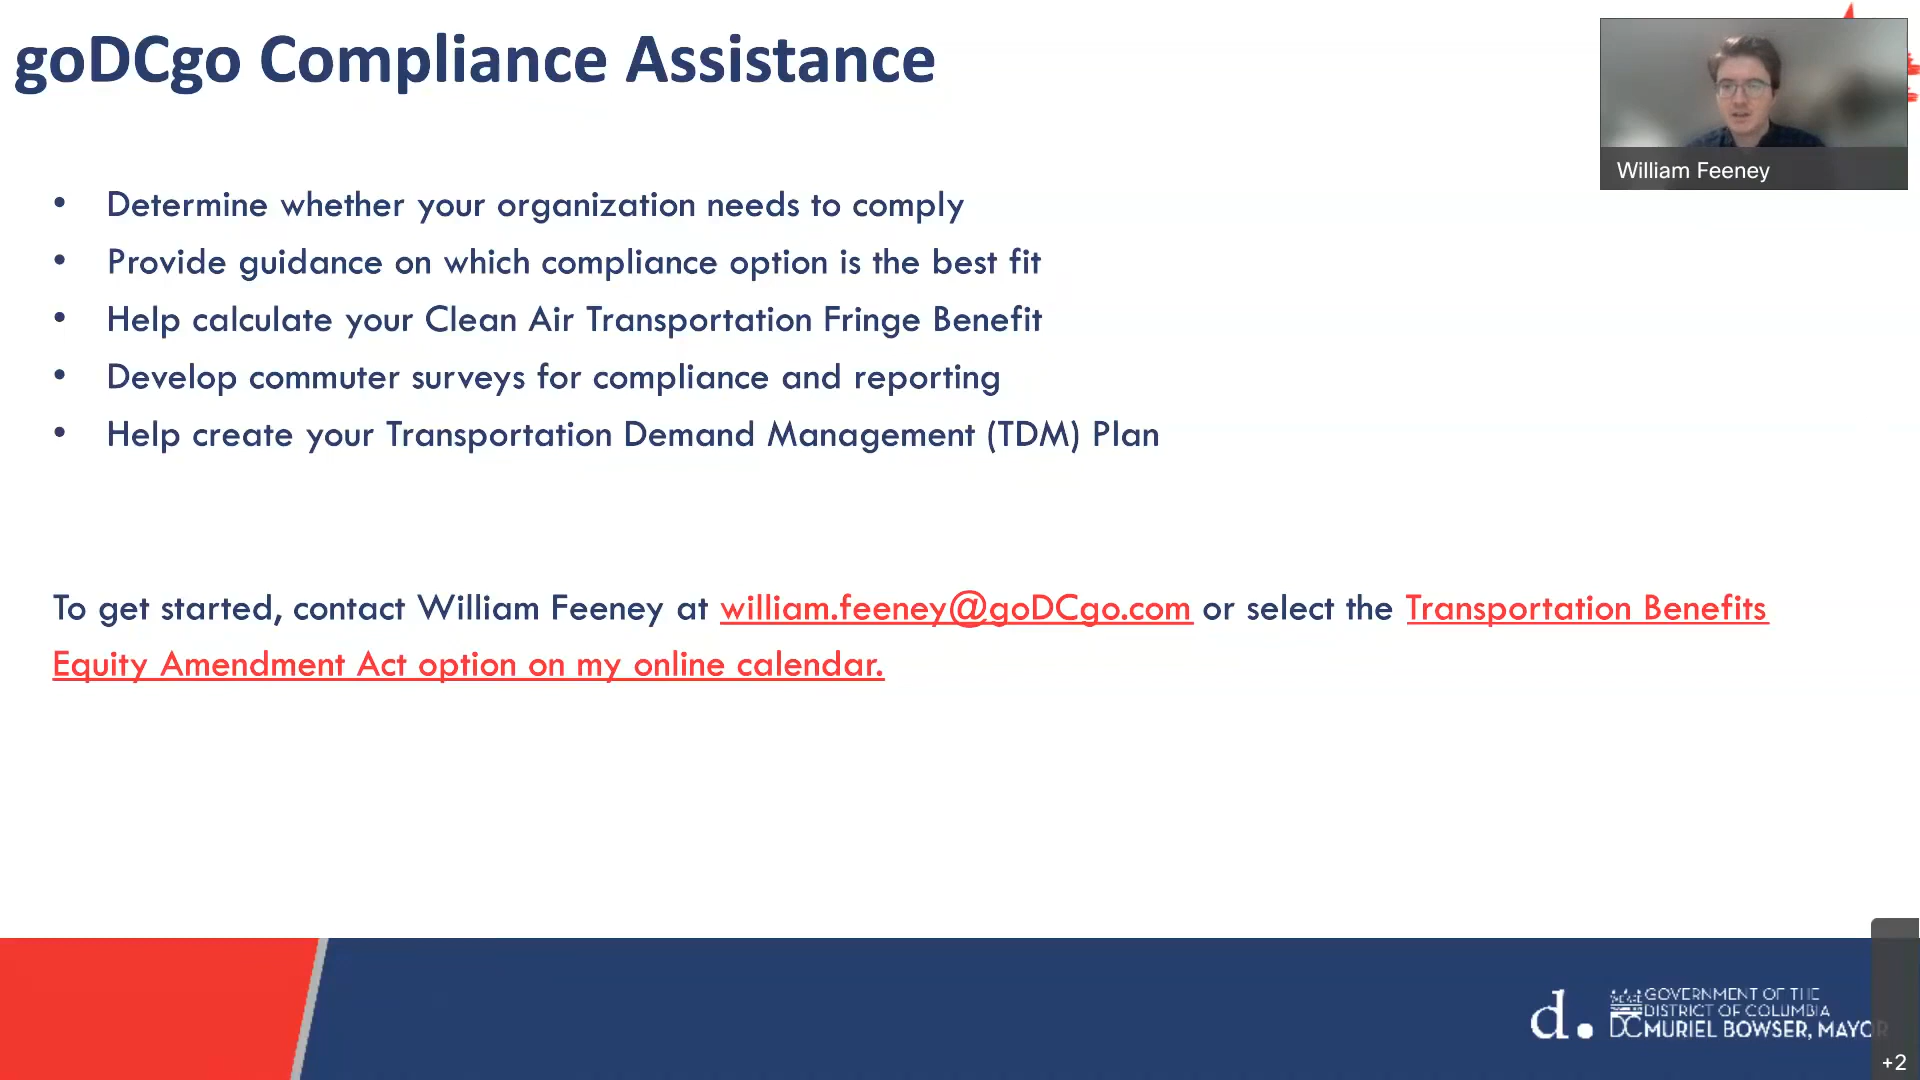 goDCgo Compliance Assistance
William Feeney
• Determine whether your organization needs to comply
• Provide guidance on which compliance option is the best fit
• Help calculate your Clean Air Transportation Fringe Benefit
• Develop commuter surveys for compliance and reporting
• Help create your Transportation Demand Management (TDM) Plan
To get started, contact William Feeney at william.feeney@goDCgo.com or select the Transportation Benefits
Equity Amendment Act option on my online calendar.
d.
GOVERNMENT OF THE
DISTRICT OF COLUMBIA
DC MURIEL BOWSER, MAYOR
+2